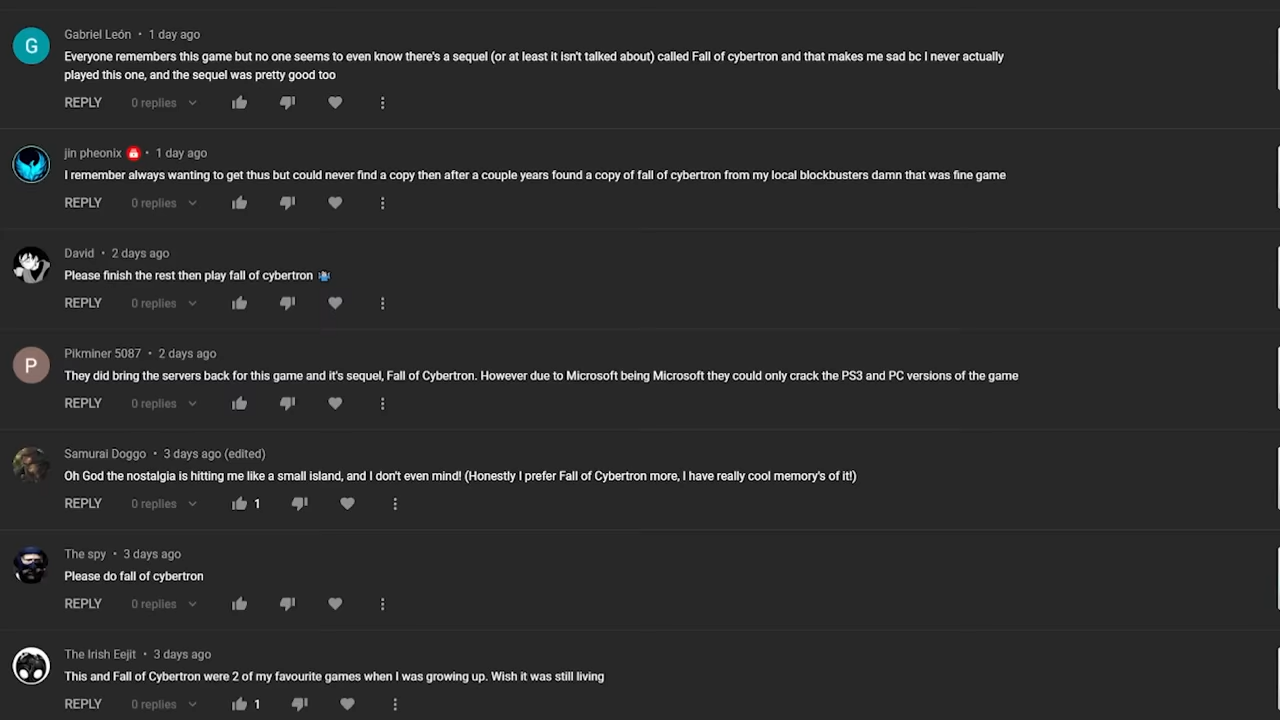 G
Gabriel León • 1 day ago
Everyone remembers this game but no one seems to even know there's a sequel (or at least it isn't talked about) called Fall of cybertron and that makes me sad bc I never actually
played this one, and the sequel was pretty good too
REPLY 0 replies
jin pheonix • 1 day ago
I remember always wanting to get thus but could never find a copy then after a couple years found a copy of fall of cybertron from my local blockbusters damn that was fine game
REPLY 0 replies
David • 2 days ago
Please finish the rest then play fall of cybertron
REPLY 0 replies
P
Pikminer 5087 • 2 days ago
They did bring the servers back for this game and it's sequel, Fall of Cybertron. However due to Microsoft being Microsoft they could only crack the PS3 and PC versions of the game
REPLY 0 replies
Samurai Doggo • 3 days ago (edited)
Oh God the nostalgia is hitting me like a small island, and I don't even mind! (Honestly I prefer Fall of Cybertron more, I have really cool memory's of it!)
REPLY 0 replies 1
The spy • 3 days ago
Please do fall of cybertron
REPLY 0 replies
The Irish Eejit • 3 days ago
This and Fall of Cybertron were 2 of my favourite games when I was growing up. Wish it was still living
REPLY 0 replies 1